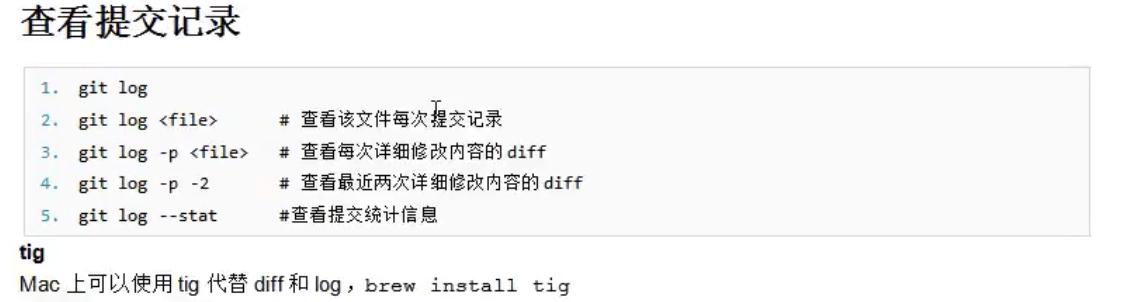 查看提交记录
1. git log
2. git log <file> # 查看该文件每次提交记录
3. git log -p <file> # 查看每次详细修改内容的 diff
4. git log -p -2 # 查看最近两次详细修改内容的 diff
5. git log --stat #查看提交统计信息
tig
Mac 上可以使用 tig 代替 diff 和 log，brew install tig